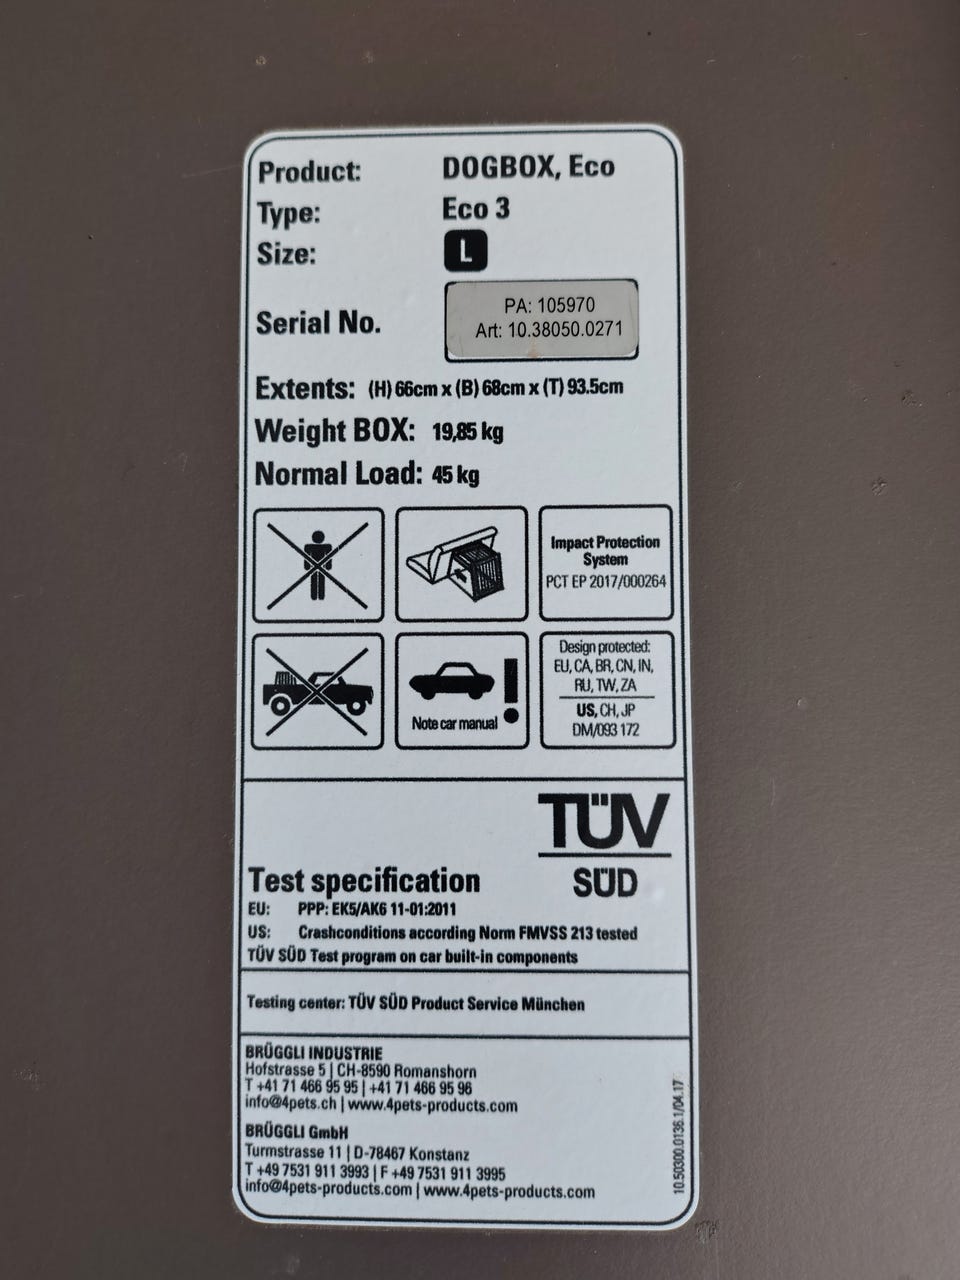 Product: DOGBOX, Eco
Type: Eco 3
Size: L
Serial No. PA: 105970
Art: 10.38050.0271
Extents: (H) 66cm x (B) 68cm x (T) 93.5cm
Weight BOX: 19,85 kg
Normal Load: 45 kg
Impact Protection
System
PCT EP 2017/000264
Note car manual
Design protected:
EU, CA, BR, CN, IN,
RU, TW, ZA
US, CH, JP
DM/093 172
TÜV
SÜD
Test specification
EU: PPP: EK5/AK6 11-01:2011
US: Crashconditions according Norm FMVSS 213 tested
TÜV SÜD Test program on car built-in components
Testing center: TÜV SÜD Product Service München
BRÜGGLI INDUSTRIE
Hofstrasse 5 | CH-8590 Romanshorn
T +41 71 466 95 95 | +41 71 466 95 96
info@4pets.ch | www.4pets-products.com
BRÜGGLI GmbH
Turmstrasse 11 | D-78467 Konstanz
T +49 7531 911 3993 | F +49 7531 911 3995
info@4pets-products.com | www.4pets-products.com
10.50300.0136.1/04.17